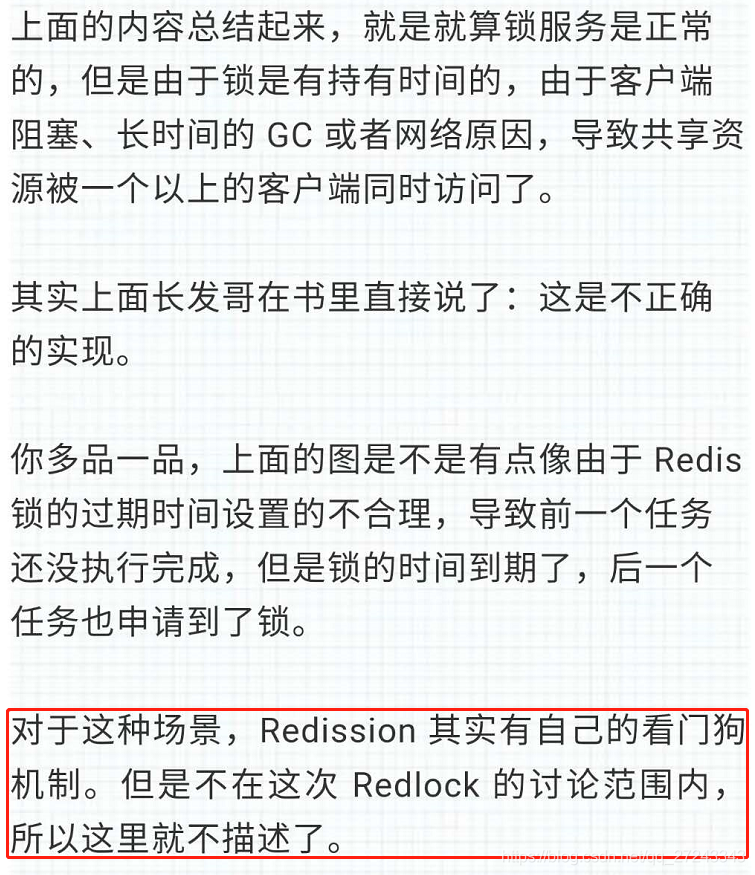 上面的内容总结起来，就是就算锁服务是正常
的，但是由于锁是有持有时间的，由于客户端
阻塞、长时间的 GC 或者网络原因，导致共享资
源被一个以上的客户端同时访问了。
其实上面长发哥在书里直接说了：这是不正确
的实现。
你多品一品，上面的图是不是有点像由于 Redis
锁的过期时间设置的不合理，导致前一个任务
还没执行完成，但是锁的时间到期了，后一个
任务也申请到了锁。
对于这种场景，Redission 其实有自己的看门狗
机制。但是不在这次 Redlock 的讨论范围内，
所以这里就不描述了。